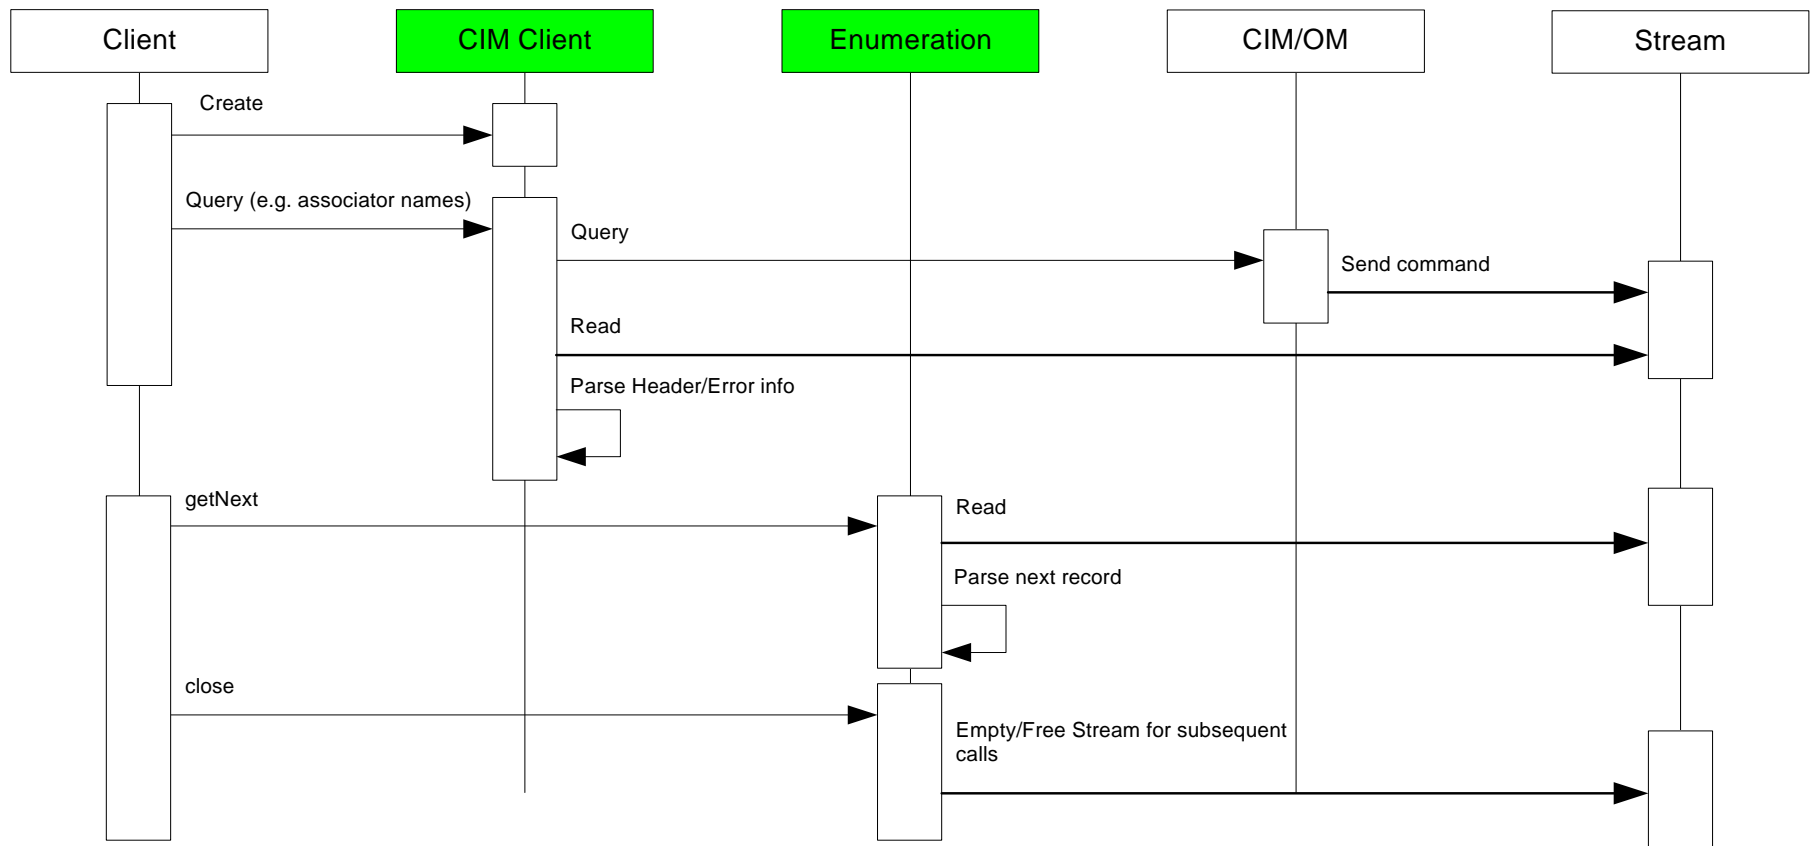 Client
CIM Client
Enumeration
CIM/OM
Stream
Create
Query (e.g. associator names)
Query
Send command
Read
Parse Header/Error info
getNext
Read
Parse next record
close
Empty/Free Stream for subsequent
calls